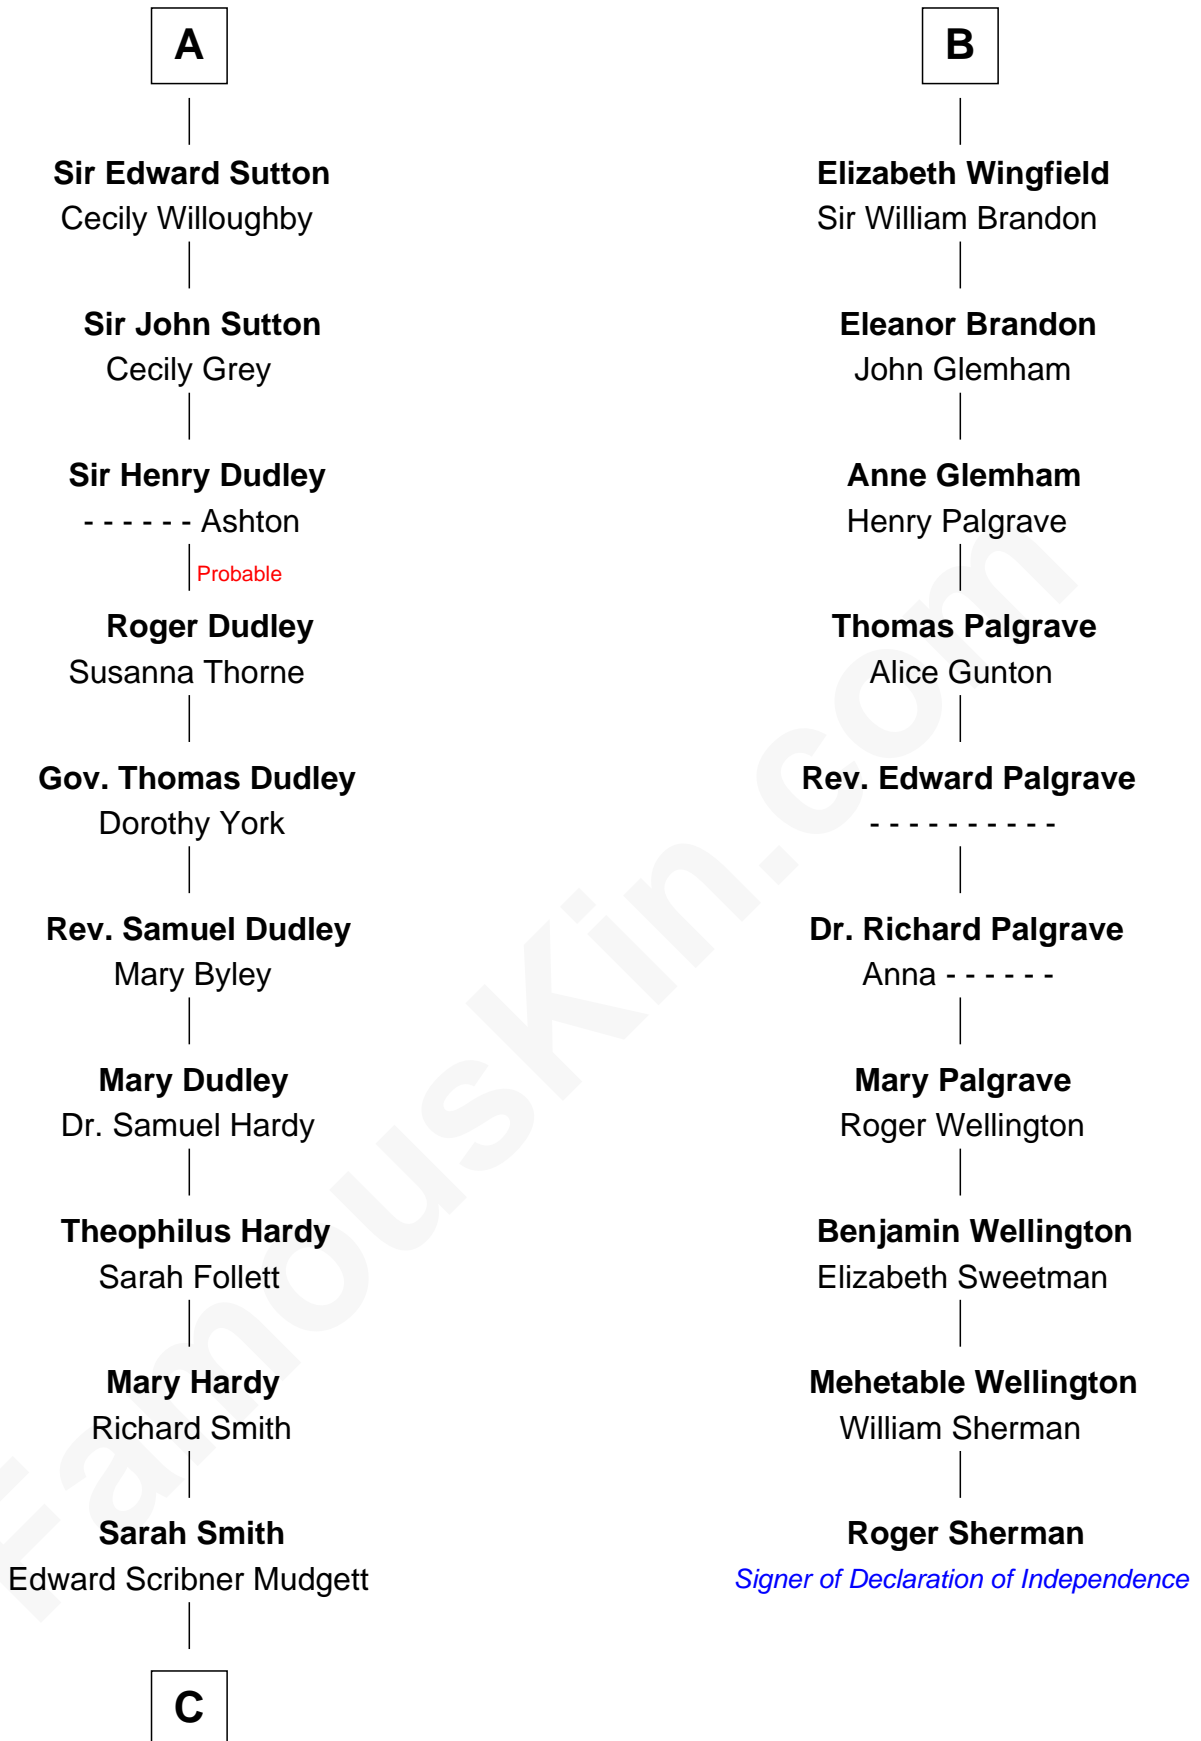 A
Sir Edward Sutton
Cecily Willoughby
Sir John Sutton
Cecily Grey
Sir Henry Dudley
- - - - - - Ashton
Probable
Roger Dudley
Susanna Thorne
Gov. Thomas Dudley
Dorothy York
Rev. Samuel Dudley
Mary Byley
Mary Dudley
Dr. Samuel Hardy
Theophilus Hardy
Sarah Follett
Mary Hardy
Richard Smith
Sarah Smith
Edward Scribner Mudgett
C
B
Elizabeth Wingfield
Sir William Brandon
Eleanor Brandon
John Glemham
Anne Glemham
Henry Palgrave
Thomas Palgrave
Alice Gunton
Rev. Edward Palgrave
- - - - - - - - - -
Dr. Richard Palgrave
Anna - - - - - -
Mary Palgrave
Roger Wellington
Benjamin Wellington
Elizabeth Sweetman
Mehetable Wellington
William Sherman
Roger Sherman
Signer of Declaration of Independence
FamousKin.com